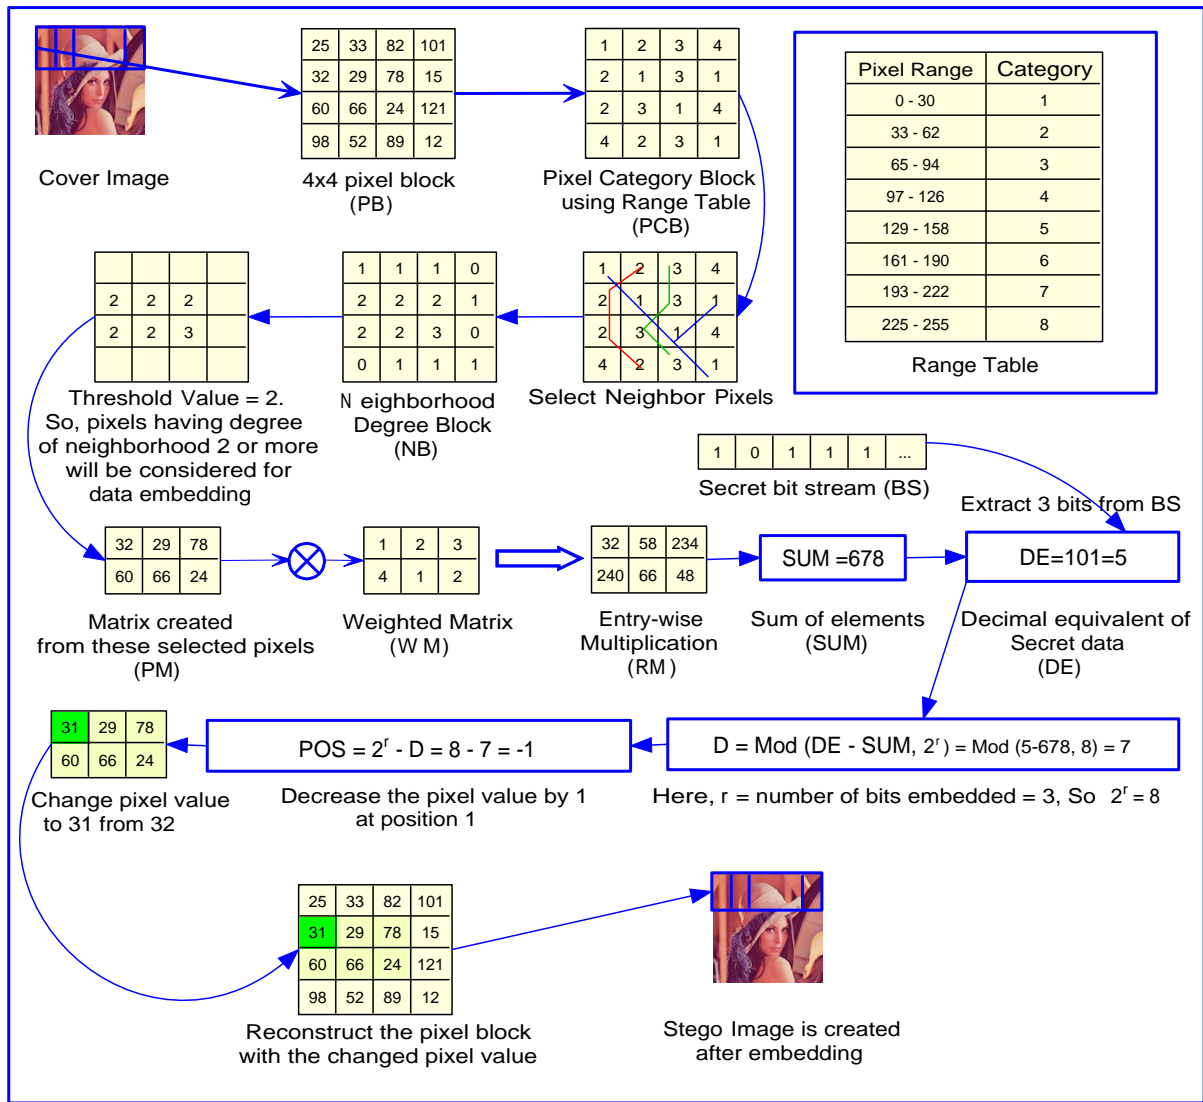 25 33 82 101
32 29 78 15
60 66 24 121
98 52 89 12
Cover Image
4x4 pixel block
(PB)
1 2 3 4
2 1 3 1
2 3 1 4
4 2 3 1
Pixel Category Block
using Range Table
(PCB)
Pixel Range Category
0 - 30 1
33 - 62 2
65 - 94 3
97 - 126 4
129 - 158 5
161 - 190 6
193 - 222 7
225 - 255 8
Range Table
2 2 2
2 2 3
Threshold Value = 2.
So, pixels having degree
of neighborhood 2 or more
will be considered for
data embedding
1 1 1 0
2 2 2 1
2 2 3 0
0 1 1 1
N eighborhood
Degree Block
(NB)
1 2 3 4
2 1 3 1
2 3 1 4
4 2 3 1
Select Neighbor Pixels
1 0 1 1 1 ...
Secret bit stream (BS)
Extract 3 bits from BS
32 29 78
60 66 24
Matrix created
from these selected pixels
(PM)
1 2 3
4 1 2
Weighted Matrix
(W M)
32 58 234
240 66 48
Entry-wise
Multiplication
(RM)
SUM =678
Sum of elements
(SUM)
DE=101=5
Decimal equivalent of
Secret data
(DE)
31 29 78
60 66 24
Change pixel value
to 31 from 32
POS = 2^r - D = 8 - 7 = -1
Decrease the pixel value by 1
at position 1
D = Mod (DE - SUM, 2^r) = Mod (5-678, 8) = 7
Here, r = number of bits embedded = 3, So 2^r = 8
25 33 82 101
31 29 78 15
60 66 24 121
98 52 89 12
Reconstruct the pixel block
with the changed pixel value
Stego Image is created
after embedding